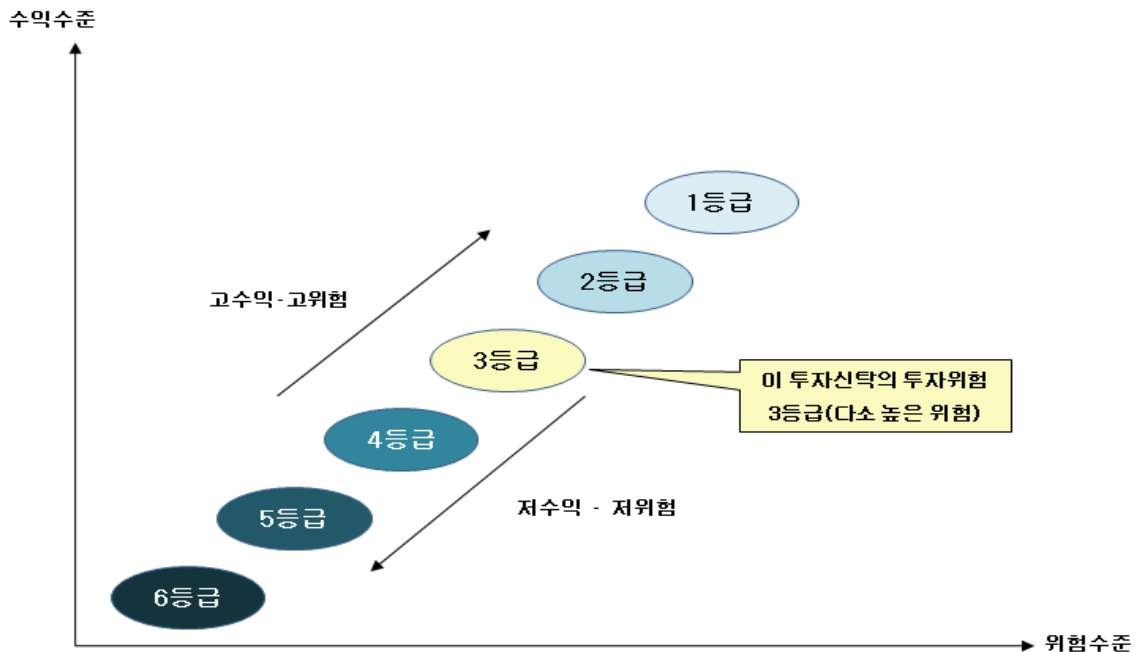 수익수준
1등급
2등급
고수익-고위험
3등급
이 투자신탁의 투자위험
3등급(다소 높은 위험)
4등급
저수익 - 저위험
5등급
6등급
위험수준